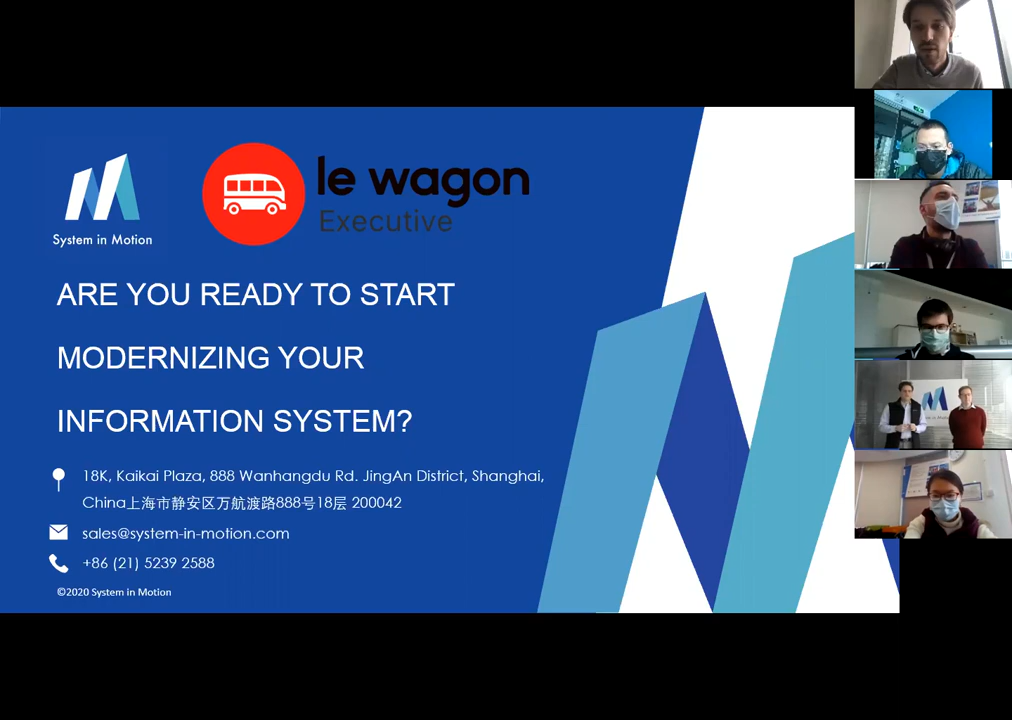 System in Motion
le wagon
Executive
ARE YOU READY TO START
MODERNIZING YOUR
INFORMATION SYSTEM?
18K, Kaikai Plaza, 888 Wanhangdu Rd. JingAn District, Shanghai,
China上海市静安区万航渡路888号18层 200042
sales@system-in-motion.com
+86 (21) 5239 2588
©2020 System in Motion